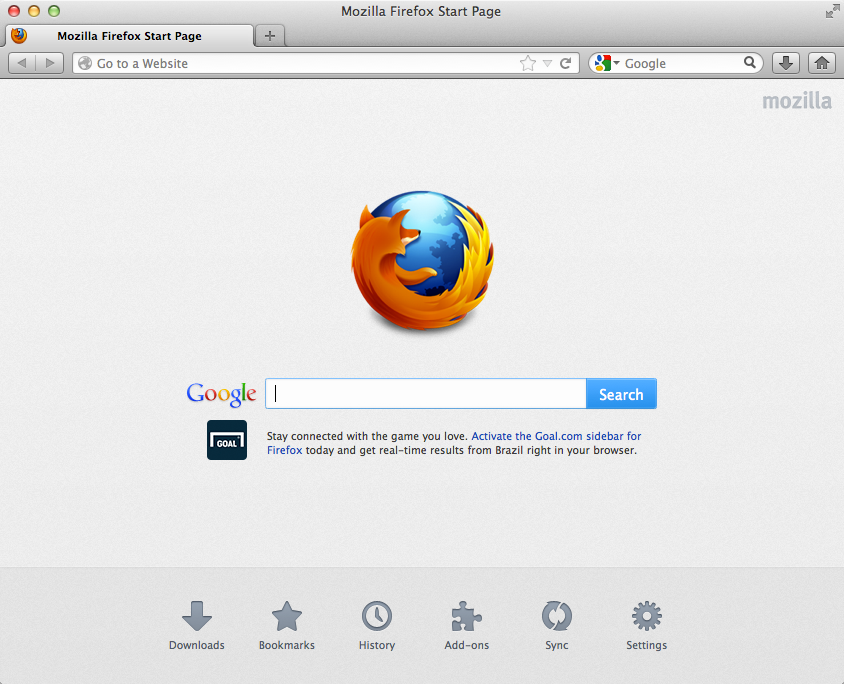 Mozilla Firefox Start Page
Mozilla Firefox Start Page
Go to a Website
Google
mozilla
Google
Search
GOAL
Stay connected with the game you love. Activate the Goal.com sidebar for
Firefox today and get real-time results from Brazil right in your browser.
Downloads
Bookmarks
History
Add-ons
Sync
Settings